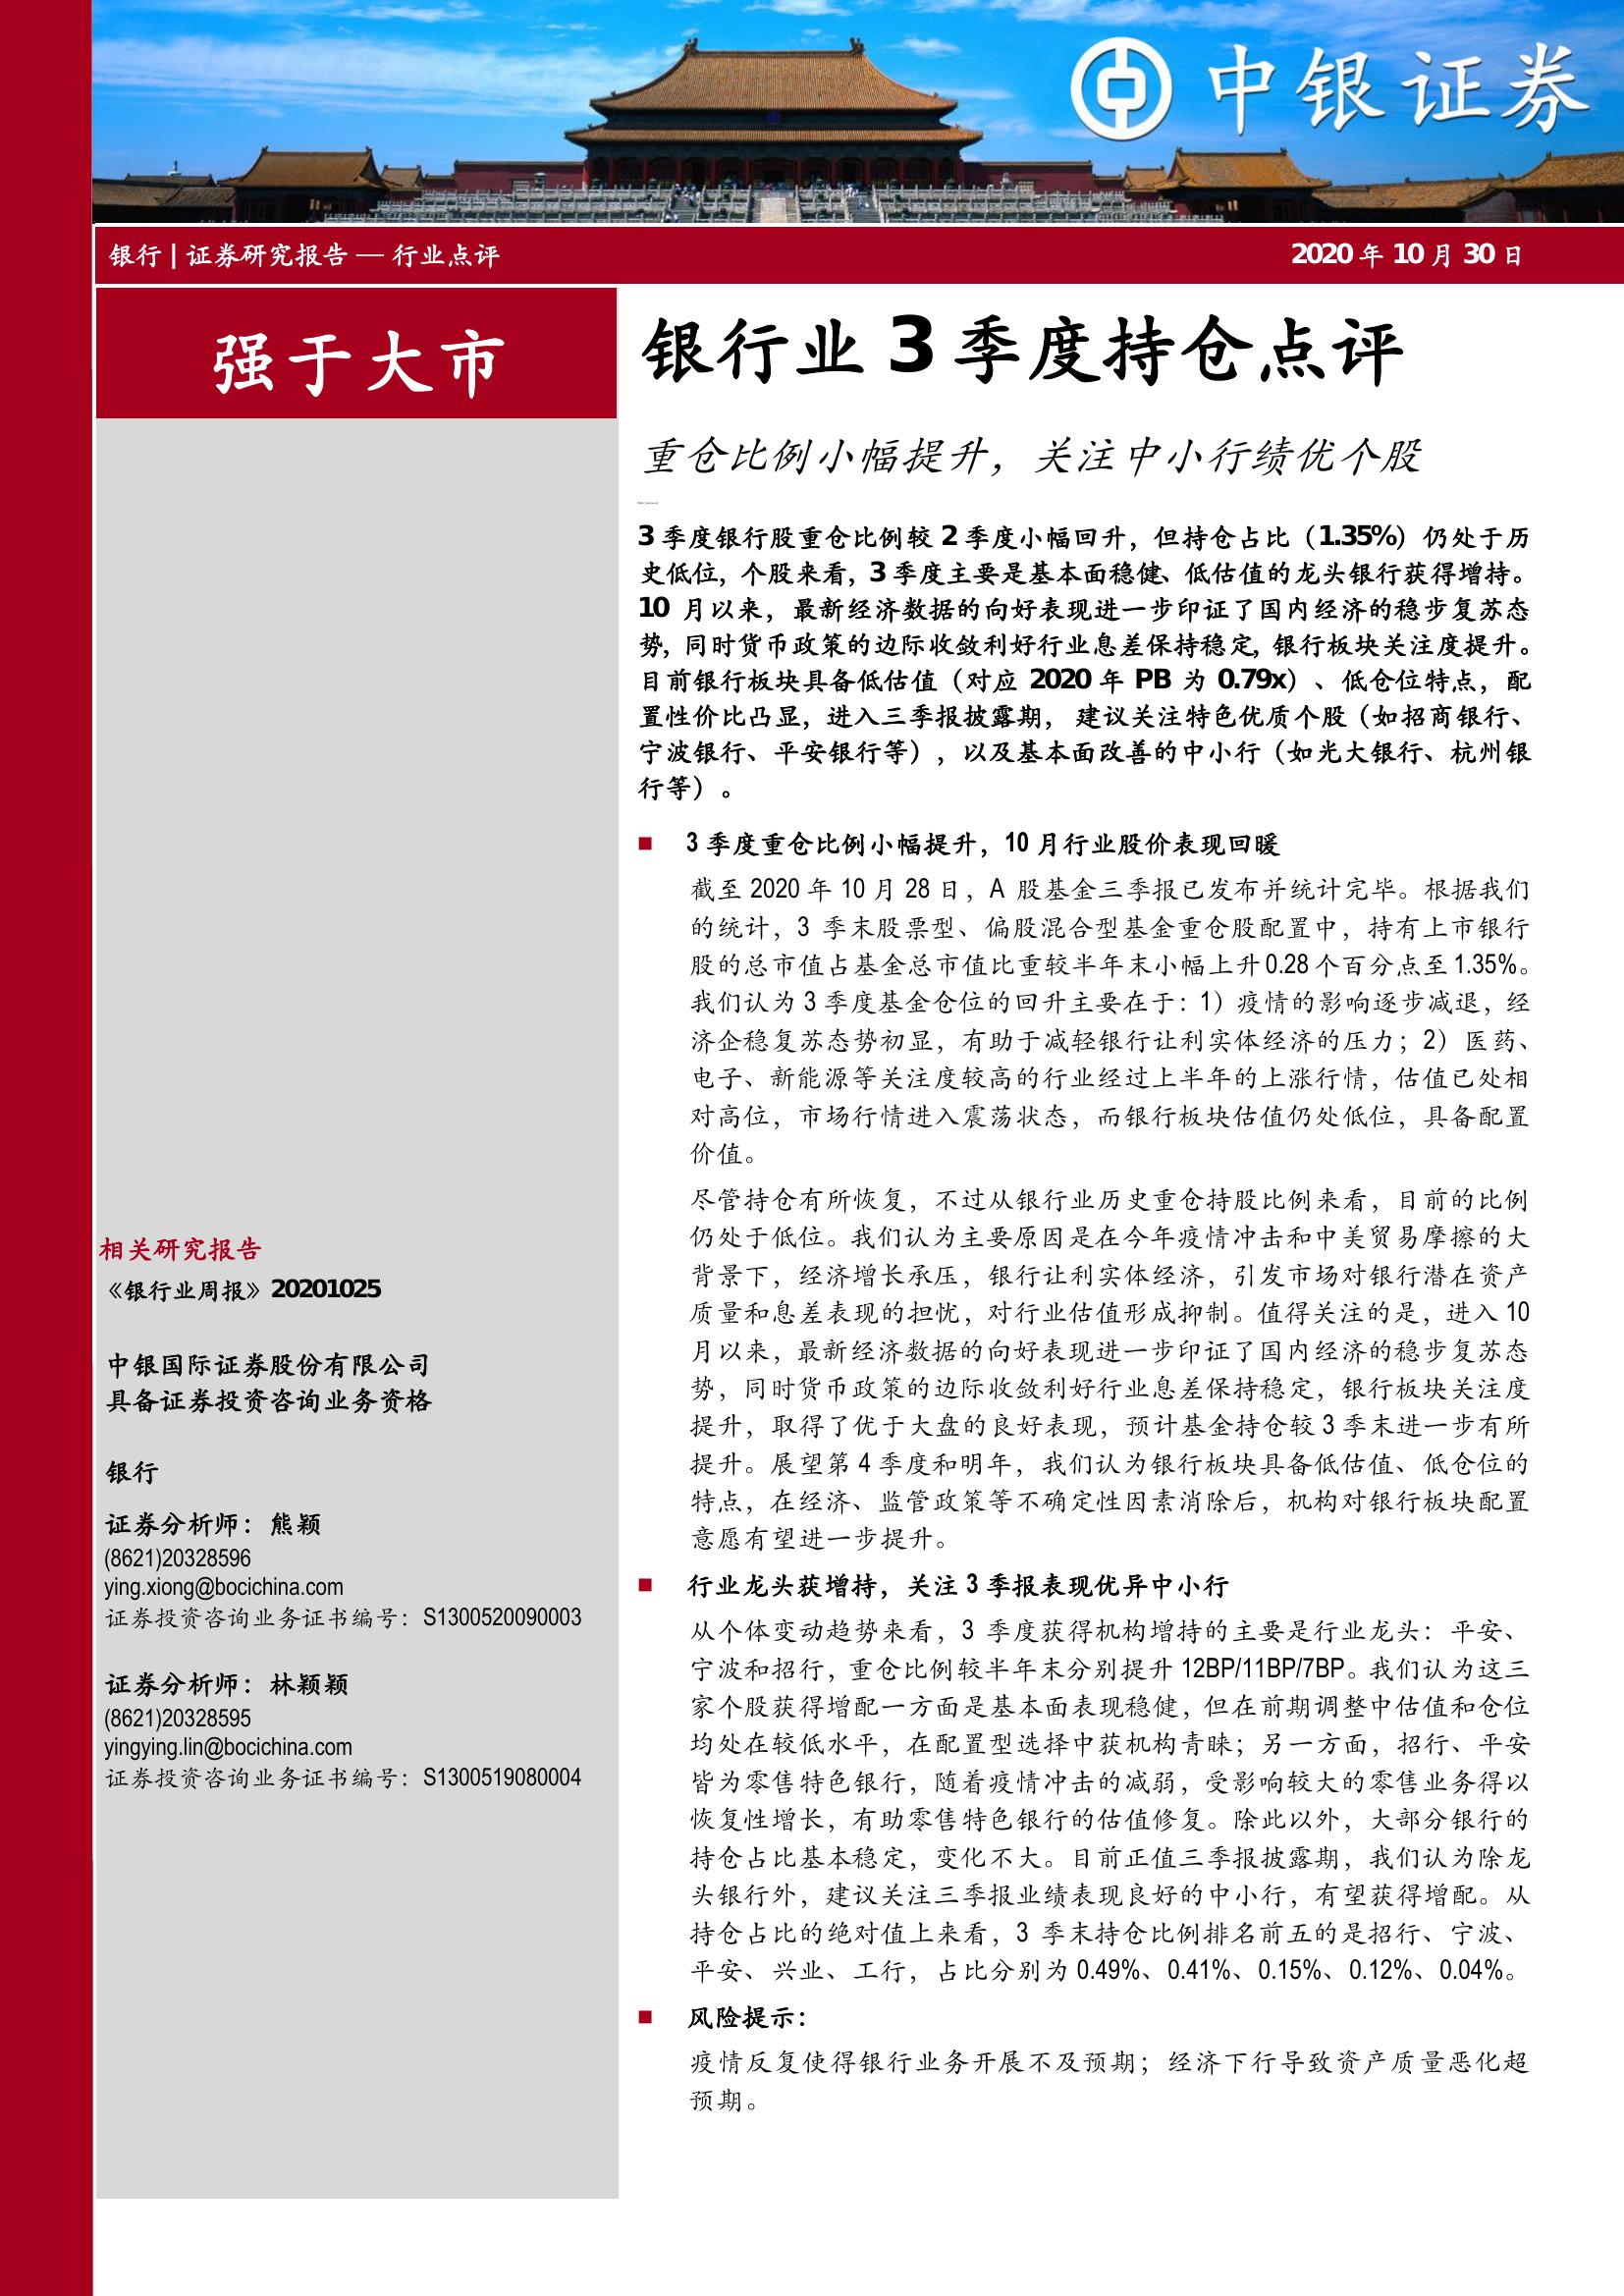 中银证券
银行 | 证券研究报告 — 行业点评
2020 年 10 月 30 日
强于大市
银行业 3 季度持仓点评
重仓比例小幅提升，关注中小行绩优个股
3 季度银行股重仓比例较 2 季度小幅回升，但持仓占比（1.35%）仍处于历
史低位，个股来看，3 季度主要是基本面稳健、低估值的龙头银行获得增持。
10 月以来，最新经济数据的向好表现进一步印证了国内经济的稳步复苏态
势，同时货币政策的边际收敛利好行业息差保持稳定，银行板块关注度提升。
目前银行板块具备低估值（对应 2020 年 PB 为 0.79x）、低仓位特点，配
置性价比凸显，进入三季报披露期， 建议关注特色优质个股（如招商银行、
宁波银行、平安银行等），以及基本面改善的中小行（如光大银行、杭州银
行等）。
■ 3 季度重仓比例小幅提升，10 月行业股价表现回暖
截至 2020 年 10 月 28 日，A 股基金三季报已发布并统计完毕。根据我们
的统计，3 季末股票型、偏股混合型基金重仓股配置中，持有上市银行
股的总市值占基金总市值比重较半年末小幅上升 0.28 个百分点至 1.35%。
我们认为 3 季度基金仓位的回升主要在于：1）疫情的影响逐步减退，经
济企稳复苏态势初显，有助于减轻银行让利实体经济的压力；2）医药、
电子、新能源等关注度较高的行业经过上半年的上涨行情，估值已处相
对高位，市场行情进入震荡状态，而银行板块估值仍处低位，具备配置
价值。
尽管持仓有所恢复，不过从银行业历史重仓持股比例来看，目前的比例
仍处于低位。我们认为主要原因是在今年疫情冲击和中美贸易摩擦的大
背景下，经济增长承压，银行让利实体经济，引发市场对银行潜在资产
质量和息差表现的担忧，对行业估值形成抑制。值得关注的是，进入 10
月以来，最新经济数据的向好表现进一步印证了国内经济的稳步复苏态
势，同时货币政策的边际收敛利好行业息差保持稳定，银行板块关注度
提升，取得了优于大盘的良好表现，预计基金持仓较 3 季末进一步有所
提升。展望第 4 季度和明年，我们认为银行板块具备低估值、低仓位的
特点，在经济、监管政策等不确定性因素消除后，机构对银行板块配置
意愿有望进一步提升。
■ 行业龙头获增持，关注 3 季报表现优异中小行
从个体变动趋势来看，3 季度获得机构增持的主要是行业龙头：平安、
宁波和招行，重仓比例较半年末分别提升 12BP/11BP/7BP。我们认为这三
家个股获得增配一方面是基本面表现稳健，但在前期调整中估值和仓位
均处在较低水平，在配置型选择中获机构青睐；另一方面，招行、平安
皆为零售特色银行，随着疫情冲击的减弱，受影响较大的零售业务得以
恢复性增长，有助零售特色银行的估值修复。除此以外，大部分银行的
持仓占比基本稳定，变化不大。目前正值三季报披露期，我们认为除龙
头银行外，建议关注三季报业绩表现良好的中小行，有望获得增配。从
持仓占比的绝对值上来看，3 季末持仓比例排名前五的是招行、宁波、
平安、兴业、工行，占比分别为 0.49%、0.41%、0.15%、0.12%、0.04%。
■ 风险提示：
疫情反复使得银行业务开展不及预期；经济下行导致资产质量恶化超
预期。
相关研究报告
《银行业周报》20201025
中银国际证券股份有限公司
具备证券投资咨询业务资格
银行
证券分析师：熊颖
(8621)20328596
ying.xiong@bocichina.com
证券投资咨询业务证书编号：S1300520090003
证券分析师：林颖颖
(8621)20328595
yingying.lin@bocichina.com
证券投资咨询业务证书编号：S1300519080004